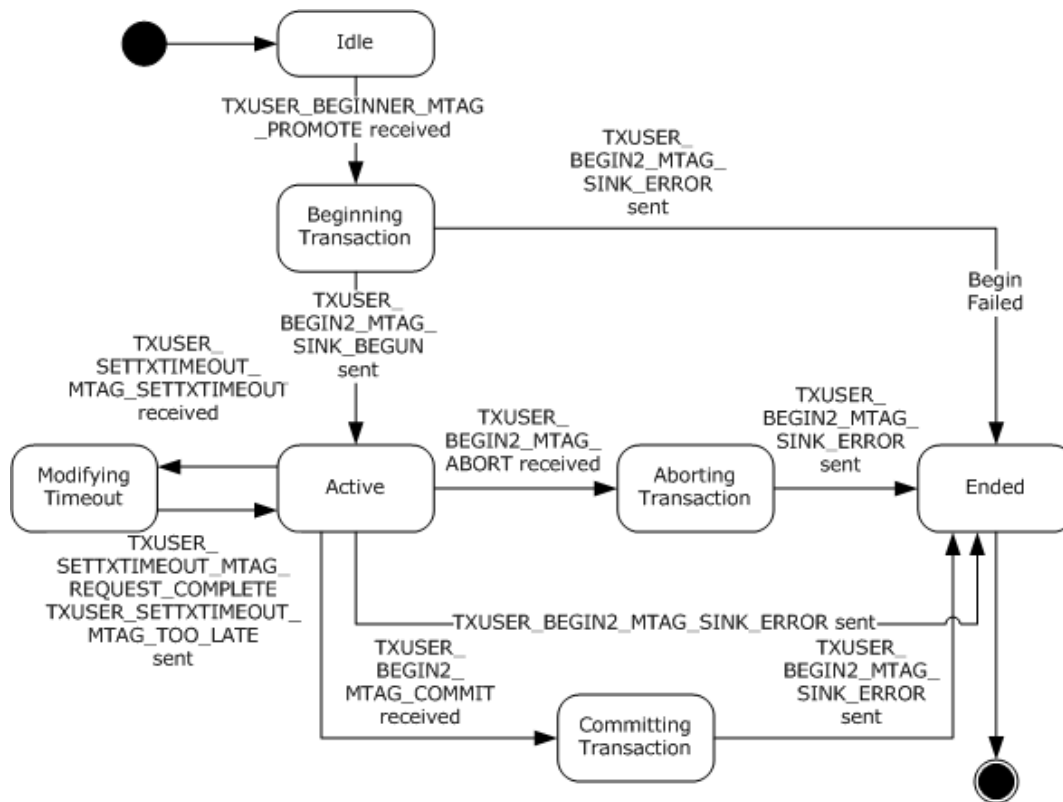 Idle
TXUSER_BEGINNER_MTAG
_PROMOTE received
TXUSER_
BEGIN2_MTAG_
SINK_ERROR
sent
Beginning
Transaction
Begin
Failed
TXUSER_
BEGIN2_MTAG_
SINK_BEGUN
sent
TXUSER_
SETTXTIMEOUT_
MTAG_SETTXTIMEOUT
received
TXUSER_
BEGIN2_MTAG_
ABORT received
TXUSER_
BEGIN2_MTAG_
SINK_ERROR
sent
Modifying
Timeout
Active
Aborting
Transaction
Ended
TXUSER_
SETTXTIMEOUT_MTAG_
REQUEST_COMPLETE
TXUSER_SETTXTIMEOUT_
MTAG_TOO_LATE
sent
TXUSER_BEGIN2_MTAG_SINK_ERROR sent
TXUSER_
BEGIN2_
MTAG_COMMIT
received
TXUSER_
BEGIN2_MTAG_
SINK_ERROR
sent
Committing
Transaction